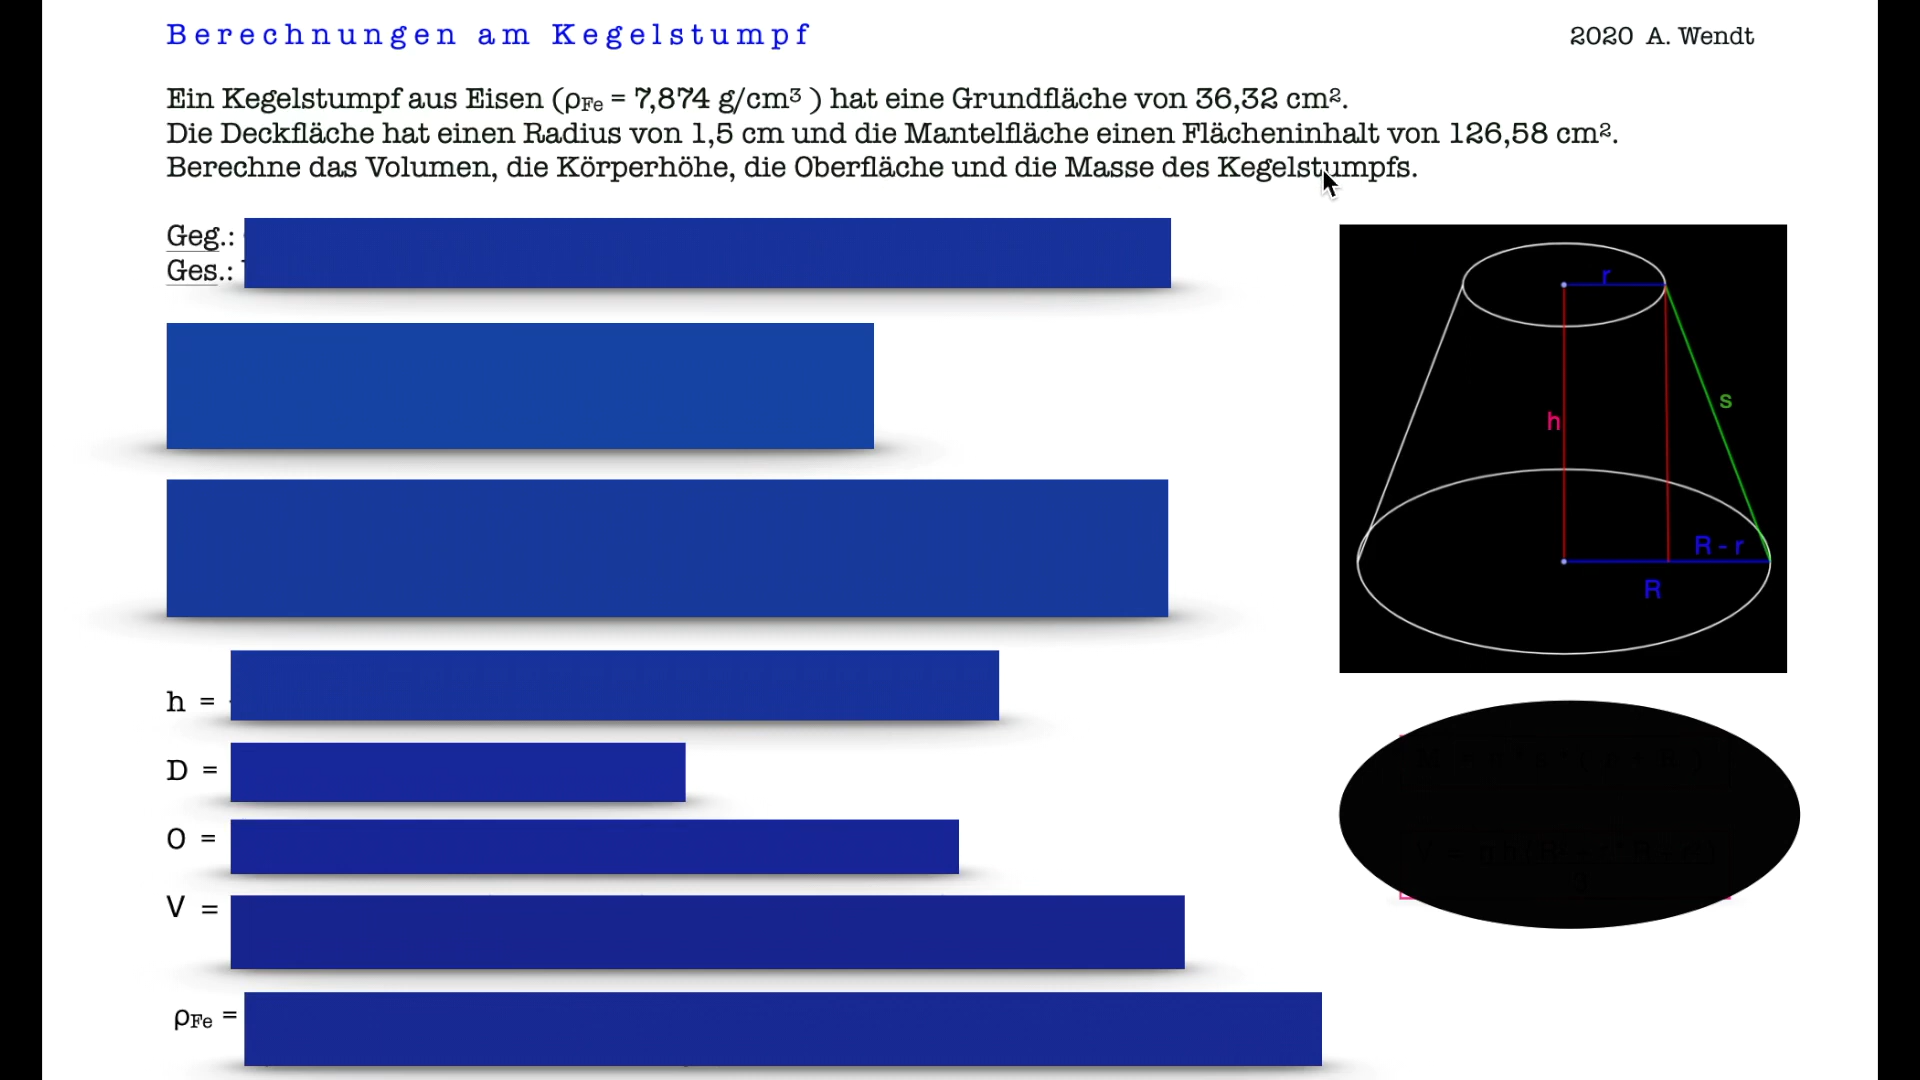 Berechnungen am Kegelstumpf
2020 A. Wendt
Ein Kegelstumpf aus Eisen (ρFe = 7,874 g/cm³ ) hat eine Grundfläche von 36,32 cm².
Die Deckfläche hat einen Radius von 1,5 cm und die Mantelfläche einen Flächeninhalt von 126,58 cm².
Berechne das Volumen, die Körperhöhe, die Oberfläche und die Masse des Kegelstumpfs.
Geg.:
Ges.:
r
h
s
R - r
R
h =
D =
O =
V =
ρFe =